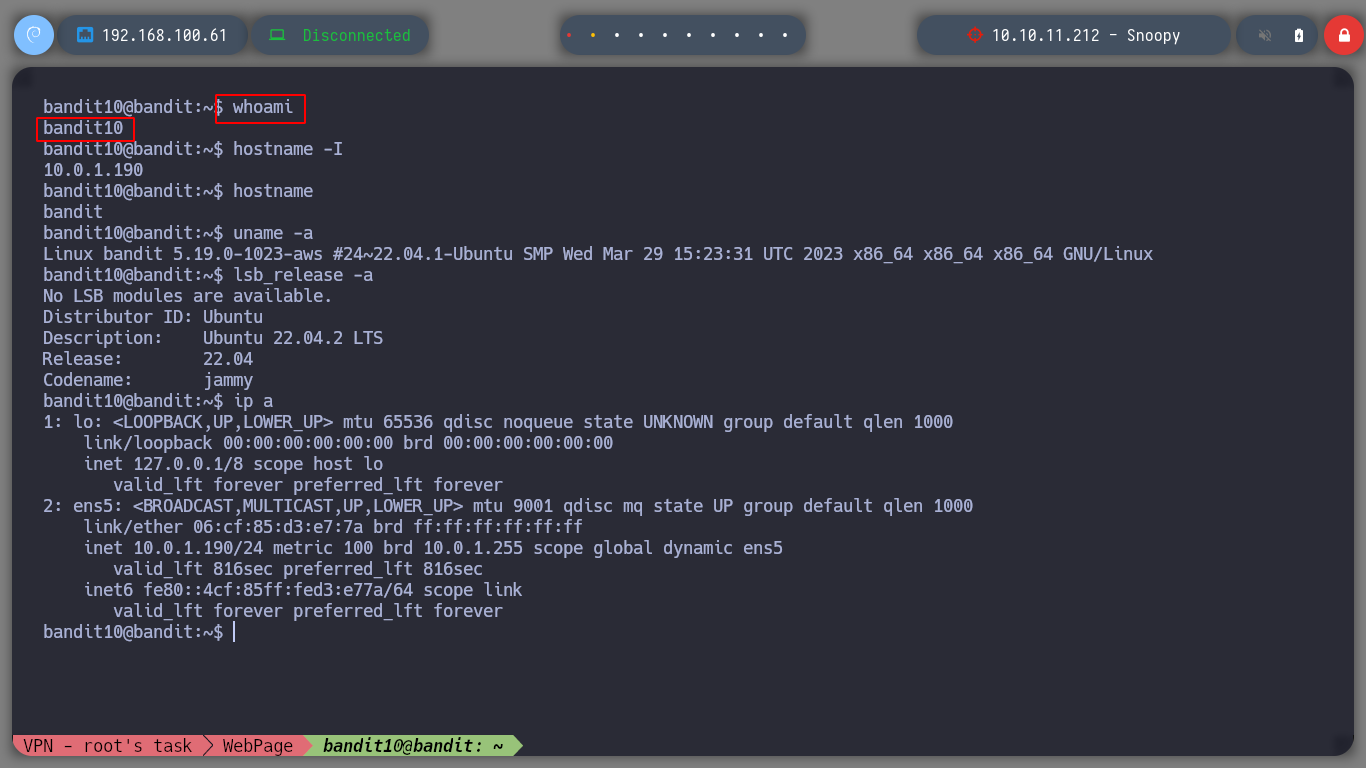 192.168.100.61 Disconnected 10.10.11.212 - Snoopy
bandit10@bandit:~$ whoami
bandit10
bandit10@bandit:~$ hostname -I
10.0.1.190
bandit10@bandit:~$ hostname
bandit
bandit10@bandit:~$ uname -a
Linux bandit 5.19.0-1023-aws #24~22.04.1-Ubuntu SMP Wed Mar 29 15:23:31 UTC 2023 x86_64 x86_64 x86_64 GNU/Linux
bandit10@bandit:~$ lsb_release -a
No LSB modules are available.
Distributor ID: Ubuntu
Description:    Ubuntu 22.04.2 LTS
Release:        22.04
Codename:       jammy
bandit10@bandit:~$ ip a
1: lo: <LOOPBACK,UP,LOWER_UP> mtu 65536 qdisc noqueue state UNKNOWN group default qlen 1000
    link/loopback 00:00:00:00:00:00 brd 00:00:00:00:00:00
    inet 127.0.0.1/8 scope host lo
       valid_lft forever preferred_lft forever
2: ens5: <BROADCAST,MULTICAST,UP,LOWER_UP> mtu 9001 qdisc mq state UP group default qlen 1000
    link/ether 06:cf:85:d3:e7:7a brd ff:ff:ff:ff:ff:ff
    inet 10.0.1.190/24 metric 100 brd 10.0.1.255 scope global dynamic ens5
       valid_lft 816sec preferred_lft 816sec
    inet6 fe80::4cf:85ff:fed3:e77a/64 scope link
       valid_lft forever preferred_lft forever
bandit10@bandit:~$
VPN - root's task WebPage bandit10@bandit: ~